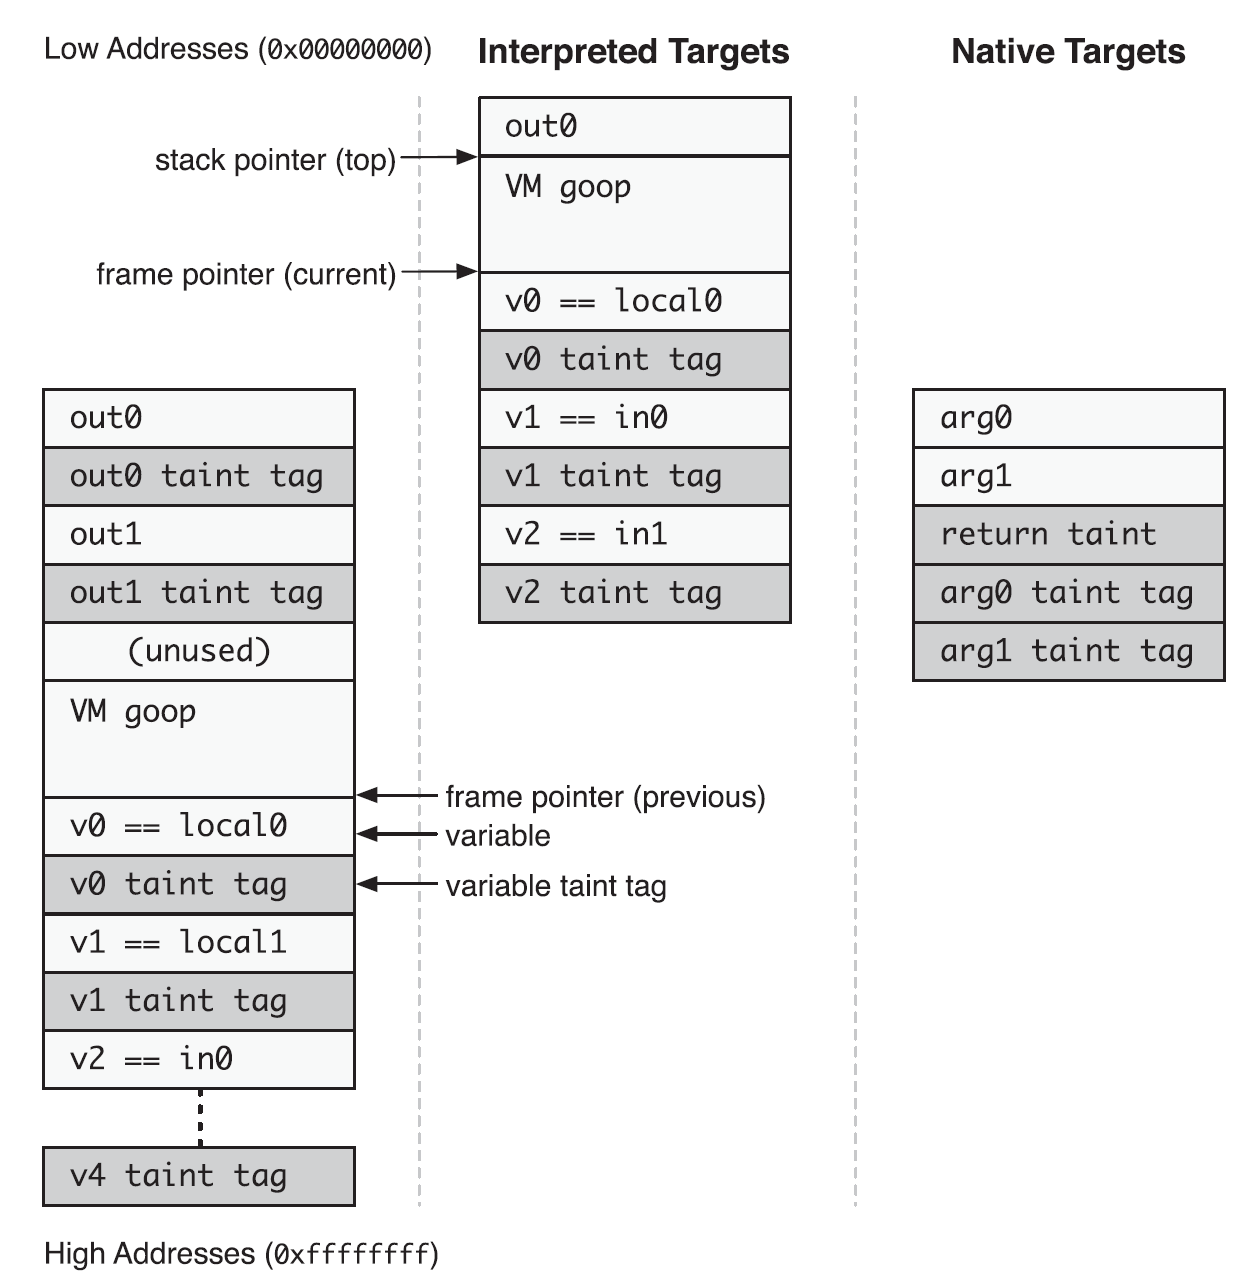 Low Addresses (0x00000000)
Interpreted Targets
Native Targets
out0
stack pointer (top)
VM goop
frame pointer (current)
v0 == local0
v0 taint tag
v1 == in0
v1 taint tag
v2 == in1
v2 taint tag
out0
out0 taint tag
out1
out1 taint tag
(unused)
VM goop
frame pointer (previous)
v0 == local0
variable
v0 taint tag
variable taint tag
v1 == local1
v1 taint tag
v2 == in0
v4 taint tag
arg0
arg1
return taint
arg0 taint tag
arg1 taint tag
High Addresses (0xffffffff)